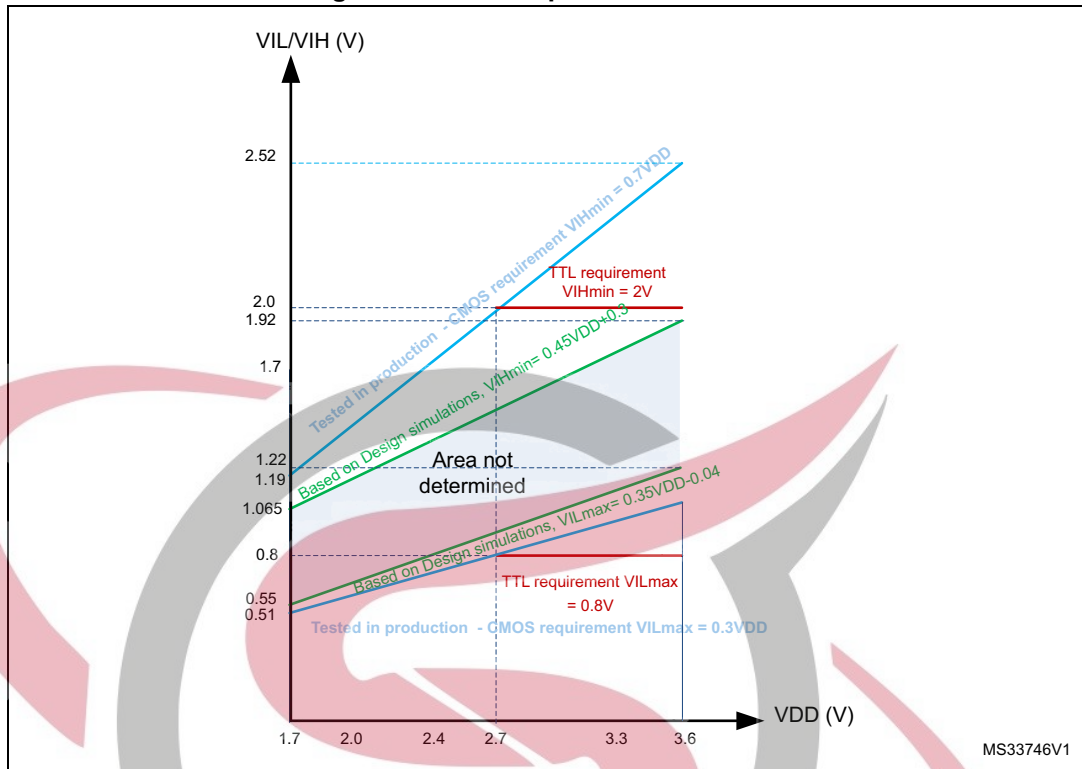 VIL/VIH (V)
2.52
2.0
1.92
1.7
1.22
1.19
1.065
0.8
0.55
0.51
Tested in production - CMOS requirement VIHmin = 0.7VDD
TTL requirement
VIHmin = 2V
Based on Design simulations, VIHmin= 0.45VDD+0.3
Area not
determined
Based on Design simulations, VILmax= 0.35VDD-0.04
TTL requirement VILmax
= 0.8V
Tested in production - CMOS requirement VILmax = 0.3VDD
VDD (V)
1.7 2.0 2.4 2.7 3.3 3.6
MS33746V1